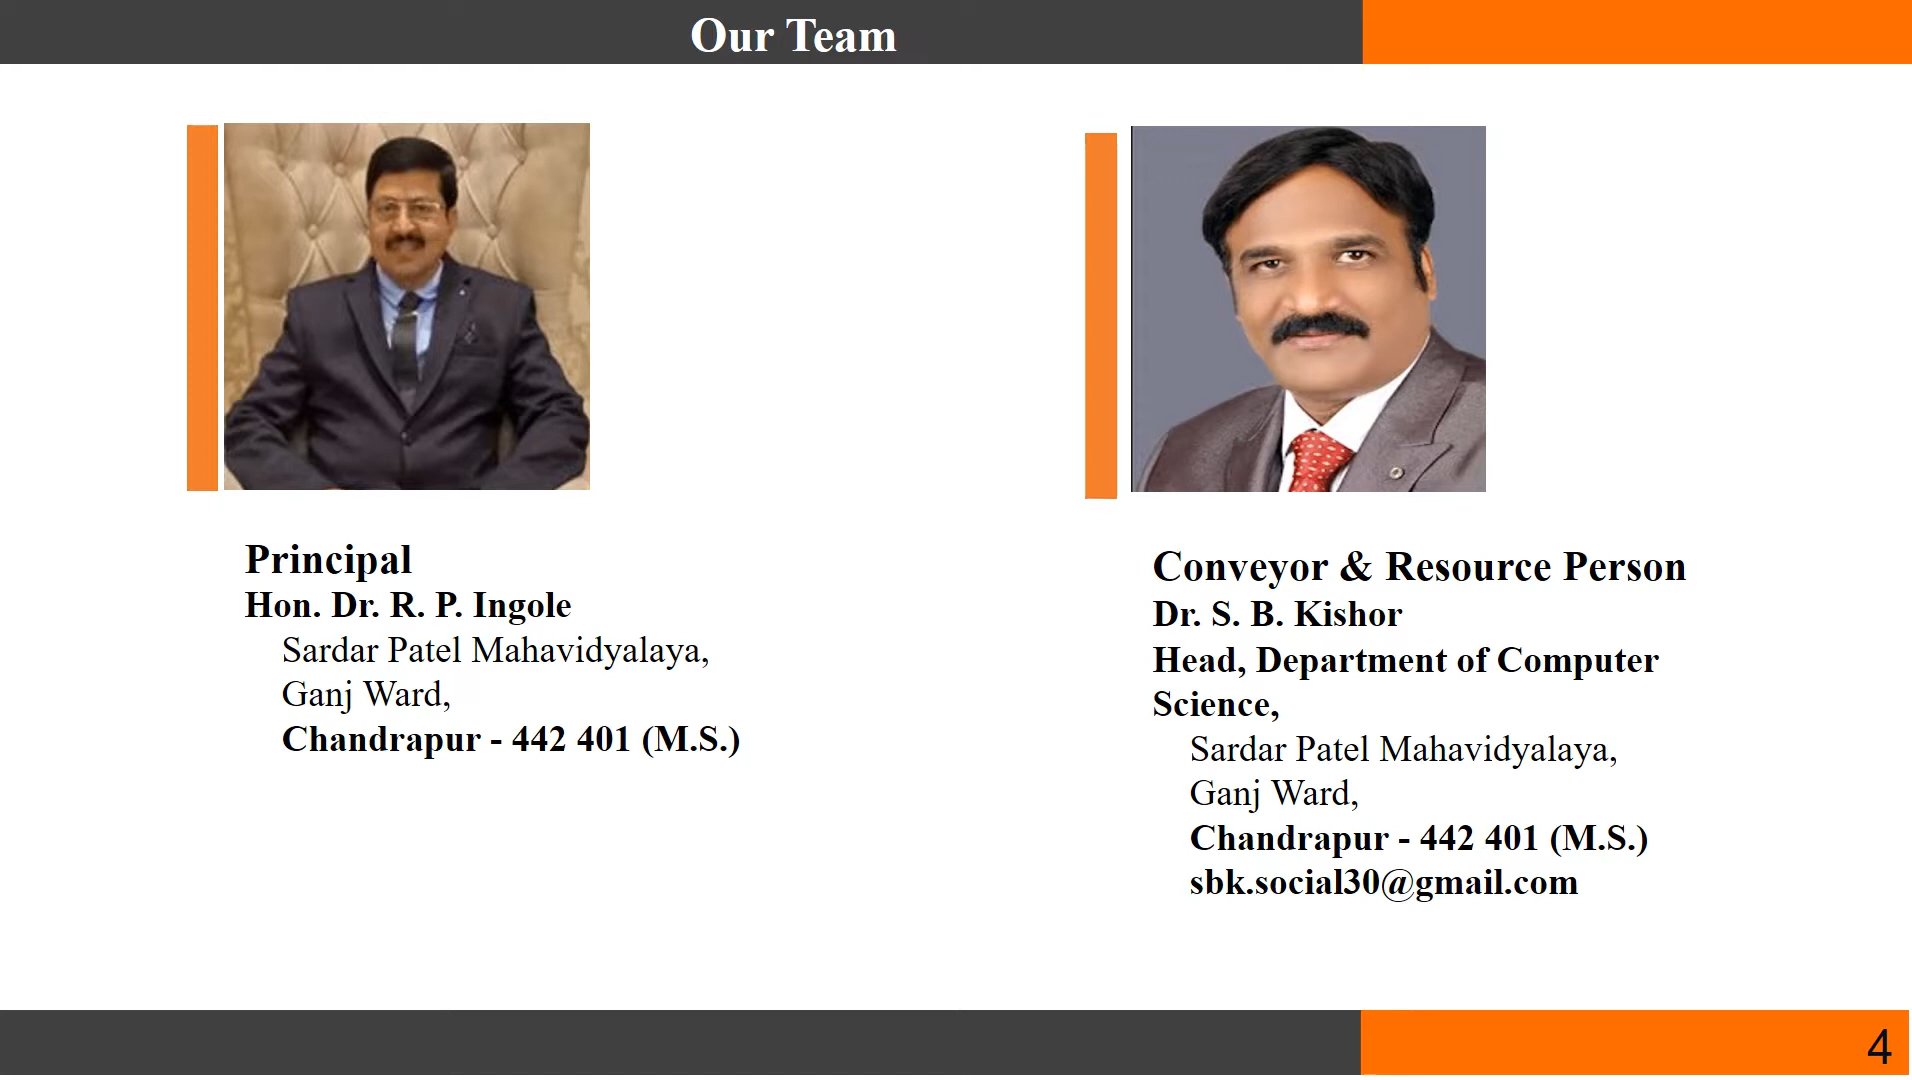 Our Team
Principal
Hon. Dr. R. P. Ingole
Sardar Patel Mahavidyalaya,
Ganj Ward,
Chandrapur - 442 401 (M.S.)
Conveyor & Resource Person
Dr. S. B. Kishor
Head, Department of Computer
Science,
Sardar Patel Mahavidyalaya,
Ganj Ward,
Chandrapur - 442 401 (M.S.)
sbk.social30@gmail.com
4